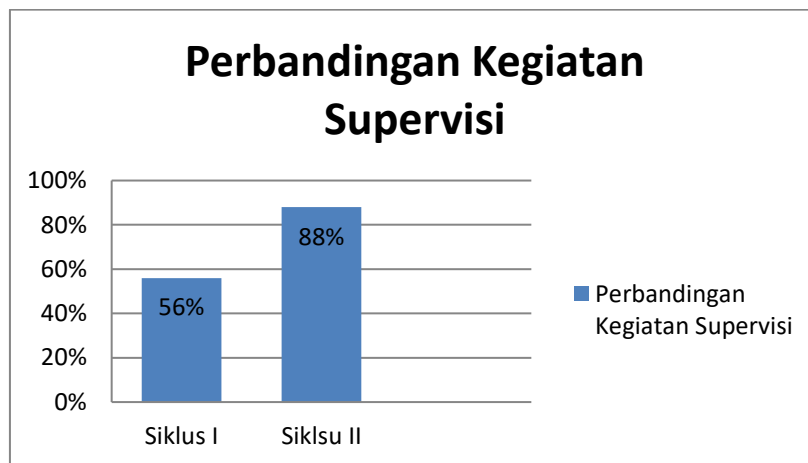 Perbandingan Kegiatan
Supervisi
100%
80%
60%
40%
20%
0%
56%
88%
Siklus I
Siklsu II
Perbandingan
Kegiatan Supervisi